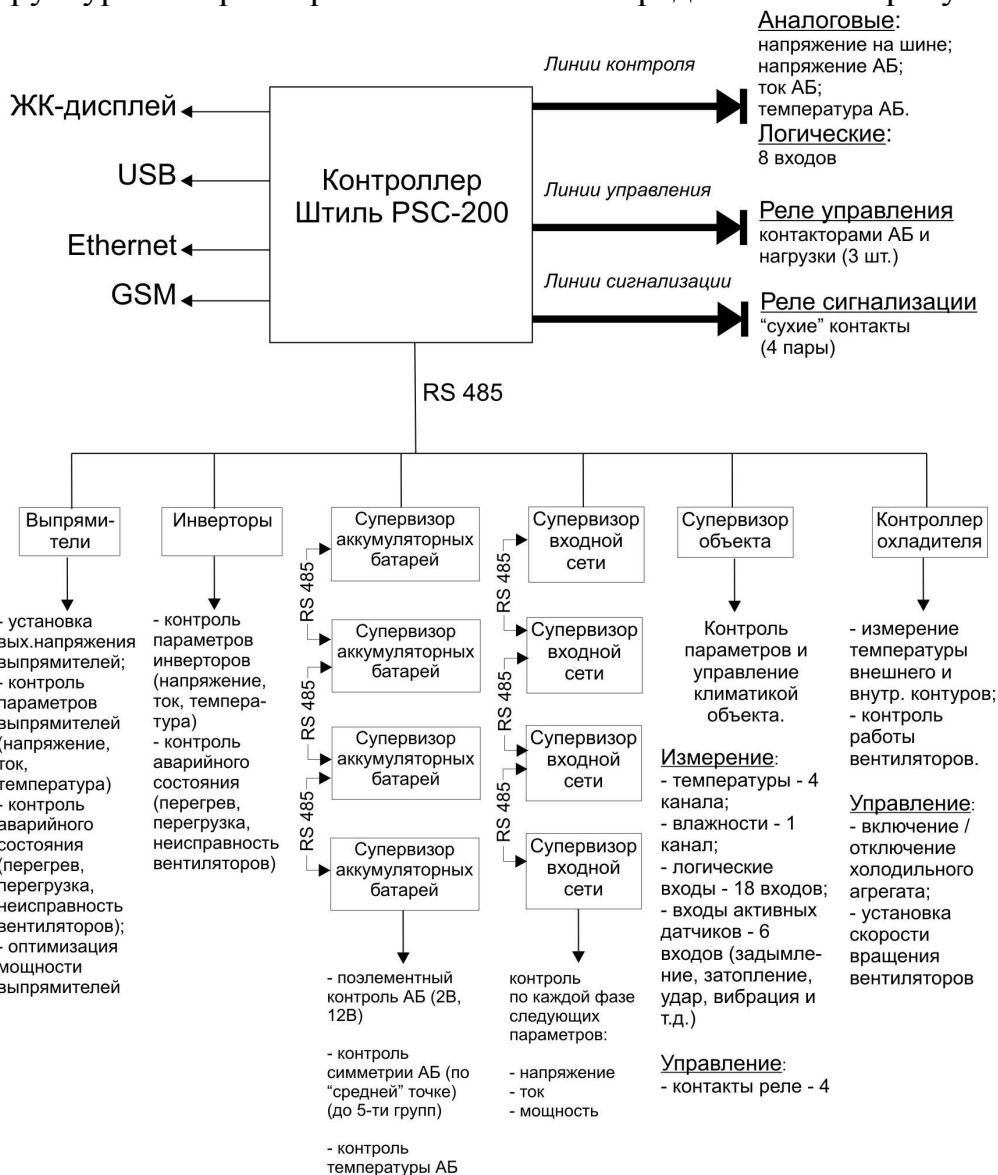 Аналоговые:
напряжение на шине;
напряжение АБ;
ток АБ;
температура АБ.
Логические:
8 входов
Линии контроля
ЖК-дисплей
USB
Ethernet
GSM
Контроллер
Штиль PSC-200
Линии управления
Реле управления
контакторами АБ и
нагрузки (3 шт.)
Линии сигнализации
Реле сигнализации
“сухие” контакты
(4 пары)
RS 485
Выпрями-
тели
- установка
вых.напряжения
выпрямителей;
- контроль
параметров
выпрямителей
(напряжение,
ток,
температура)
- контроль
аварийного
состояния
(перегрев,
перегрузка,
неисправность
вентиляторов);
- оптимизация
мощности
выпрямителей
Инверторы
- контроль
параметров
инверторов
(напряжение,
ток, темпера-
тура)
- контроль
аварийного
состояния
(перегрев,
перегрузка,
неисправность
вентиляторов)
Супервизор
аккумуляторных
батарей
RS 485
Супервизор
аккумуляторных
батарей
RS 485
Супервизор
аккумуляторных
батарей
RS 485
Супервизор
аккумуляторных
батарей
- поэлементный
контроль АБ (2В,
12В)
- контроль
симметрии АБ (по
“средней” точке)
(до 5-ти групп)
- контроль
температуры АБ
Супервизор
входной
сети
RS 485
Супервизор
входной
сети
RS 485
Супервизор
входной
сети
RS 485
Супервизор
входной
сети
контроль
по каждой фазе
следующих
параметров:
- напряжение
- ток
- мощность
Супервизор
объекта
Контроль
параметров и
управление
климатикой
объекта.
Измерение:
- температуры - 4
канала;
- влажности - 1
канал;
- логические
входы - 18 входов;
- входы активных
датчиков - 6
входов (задымле-
ние, затопление,
удар, вибрация и
т.д.)
Управление:
- контакты реле - 4
Контроллер
охладителя
- измерение
температуры
внешнего и
внутр. контуров;
- контроль
работы
вентиляторов.
Управление:
- включение /
отключение
холодильного
агрегата;
- установка
скорости
вращения
вентиляторов